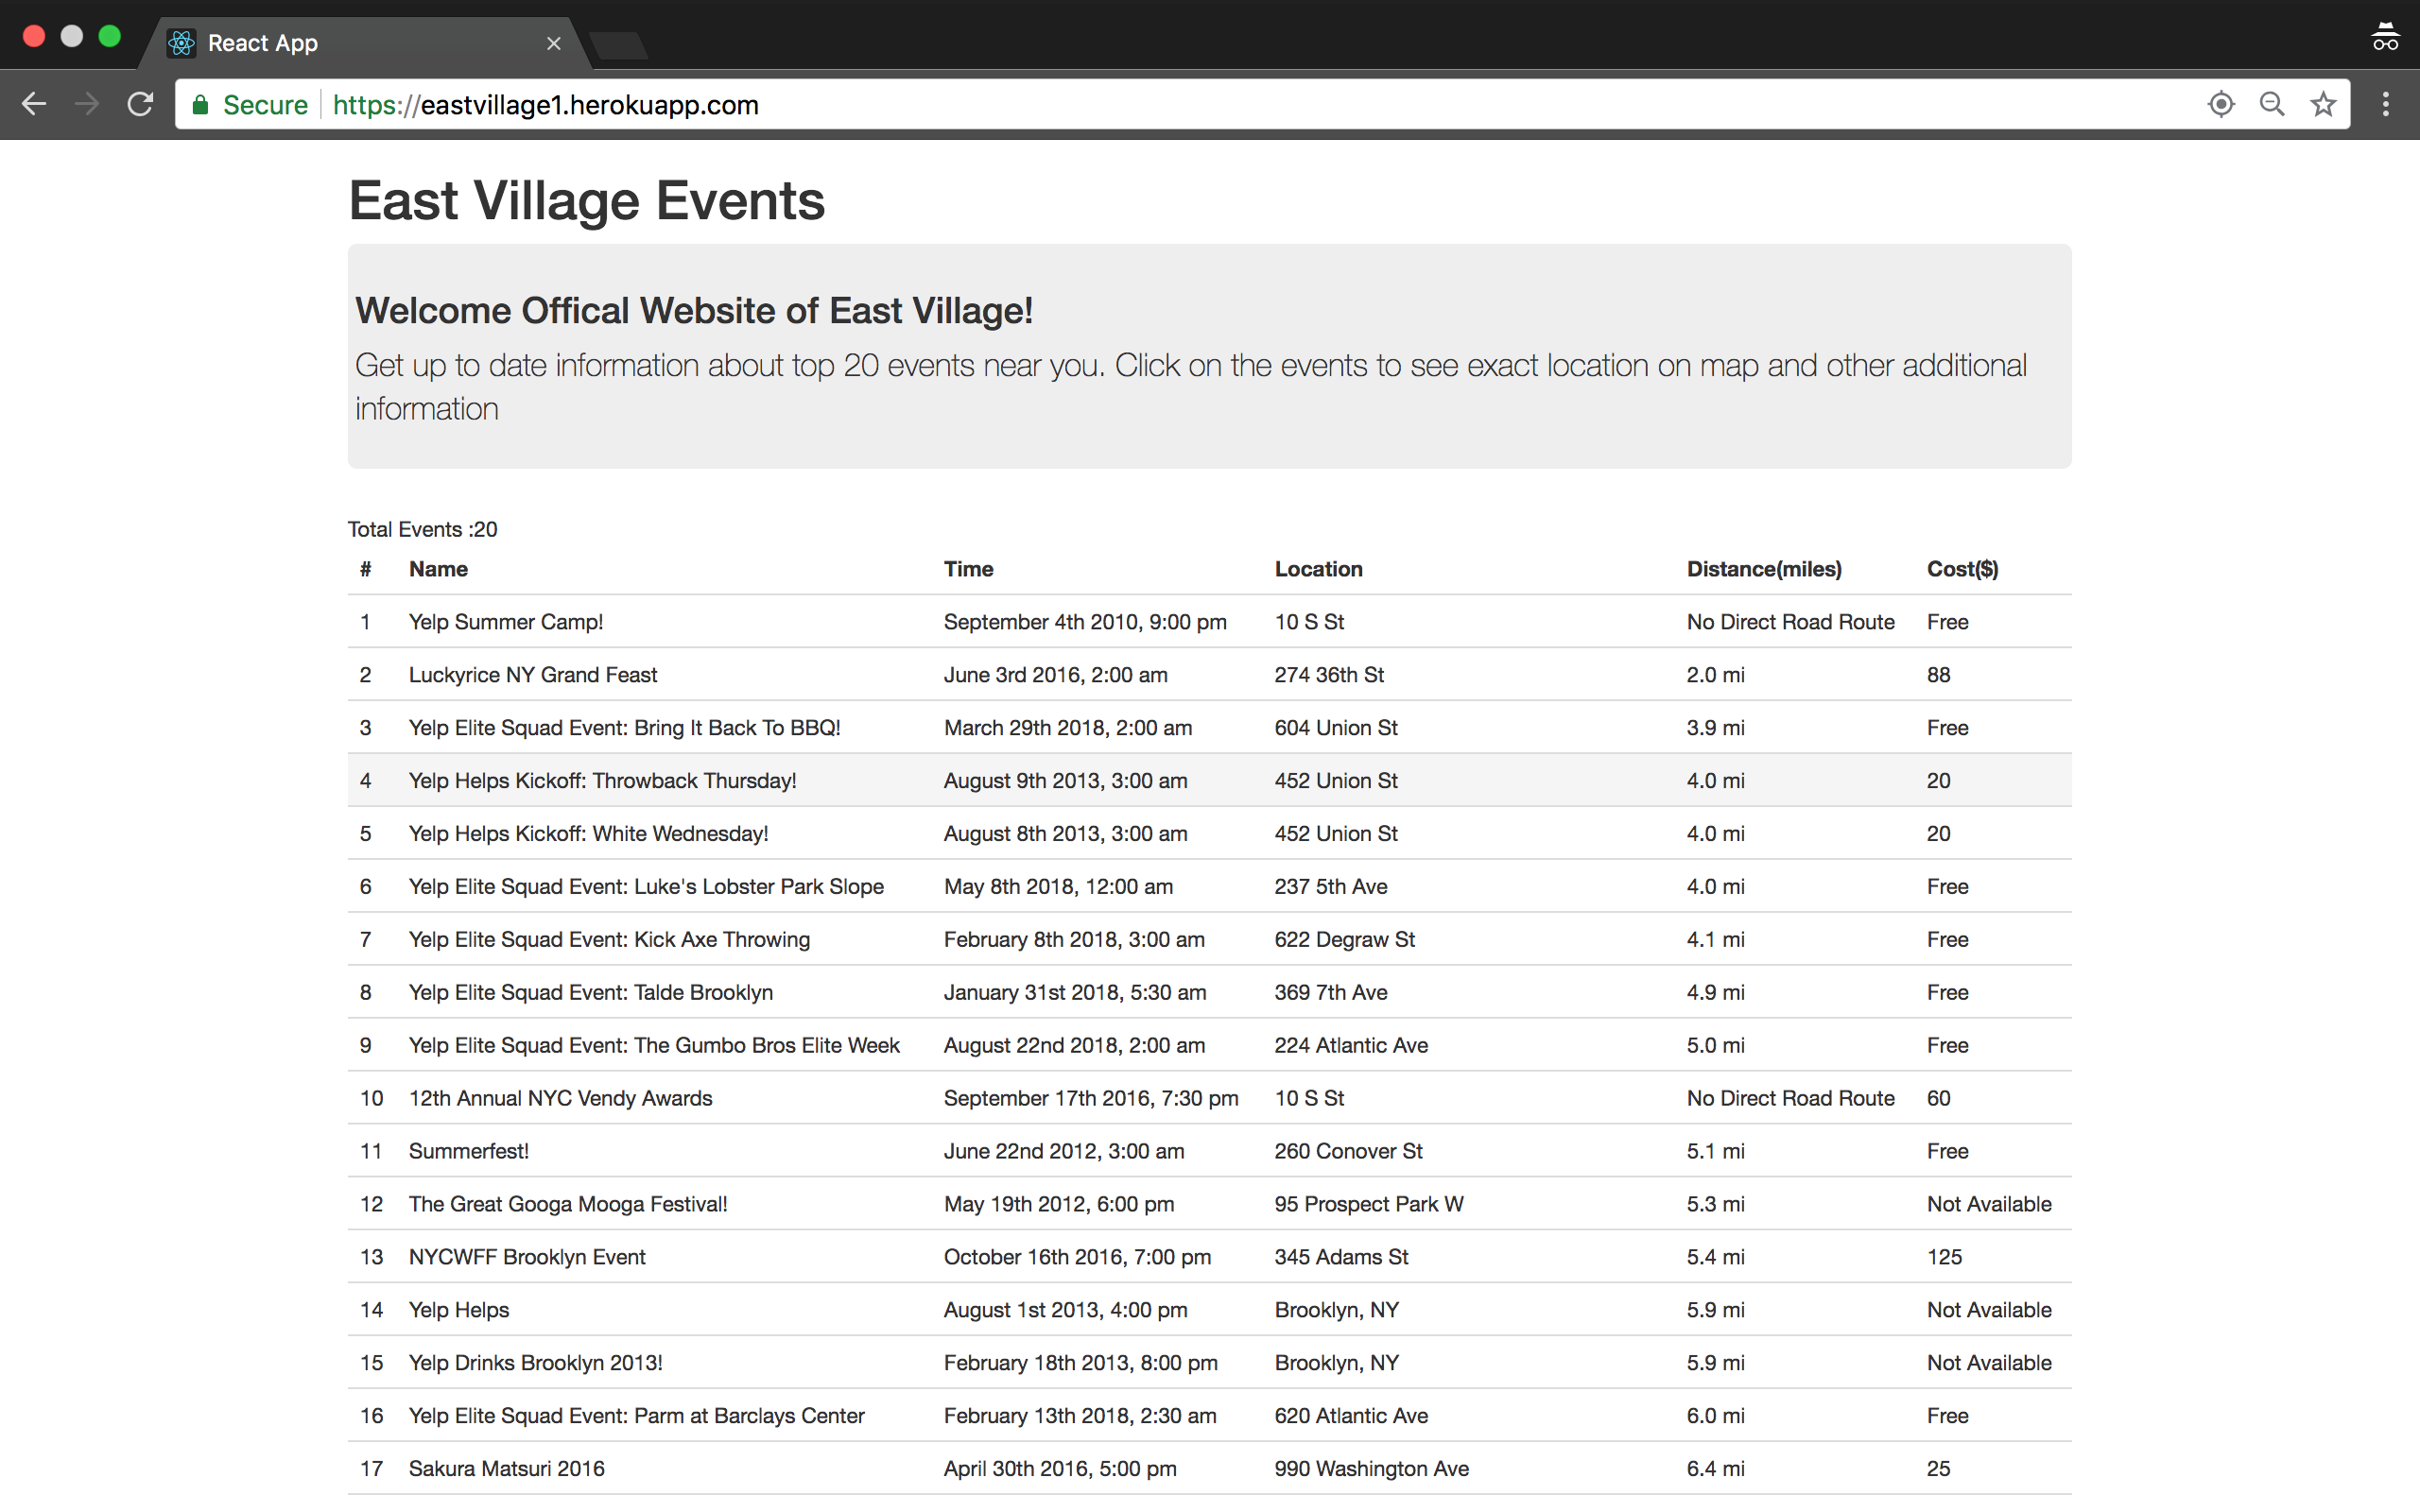 React App
Secure https://eastvillage1.herokuapp.com
East Village Events
Welcome Offical Website of East Village!
Get up to date information about top 20 events near you. Click on the events to see exact location on map and other additional
information
Total Events :20
# Name Time Location Distance(miles) Cost($)
1 Yelp Summer Camp! September 4th 2010, 9:00 pm 10 S St No Direct Road Route Free
2 Luckyrice NY Grand Feast June 3rd 2016, 2:00 am 274 36th St 2.0 mi 88
3 Yelp Elite Squad Event: Bring It Back To BBQ! March 29th 2018, 2:00 am 604 Union St 3.9 mi Free
4 Yelp Helps Kickoff: Throwback Thursday! August 9th 2013, 3:00 am 452 Union St 4.0 mi 20
5 Yelp Helps Kickoff: White Wednesday! August 8th 2013, 3:00 am 452 Union St 4.0 mi 20
6 Yelp Elite Squad Event: Luke's Lobster Park Slope May 8th 2018, 12:00 am 237 5th Ave 4.0 mi Free
7 Yelp Elite Squad Event: Kick Axe Throwing February 8th 2018, 3:00 am 622 Degraw St 4.1 mi Free
8 Yelp Elite Squad Event: Talde Brooklyn January 31st 2018, 5:30 am 369 7th Ave 4.9 mi Free
9 Yelp Elite Squad Event: The Gumbo Bros Elite Week August 22nd 2018, 2:00 am 224 Atlantic Ave 5.0 mi Free
10 12th Annual NYC Vendy Awards September 17th 2016, 7:30 pm 10 S St No Direct Road Route 60
11 Summerfest! June 22nd 2012, 3:00 am 260 Conover St 5.1 mi Free
12 The Great Googa Mooga Festival! May 19th 2012, 6:00 pm 95 Prospect Park W 5.3 mi Not Available
13 NYCWFF Brooklyn Event October 16th 2016, 7:00 pm 345 Adams St 5.4 mi 125
14 Yelp Helps August 1st 2013, 4:00 pm Brooklyn, NY 5.9 mi Not Available
15 Yelp Drinks Brooklyn 2013! February 18th 2013, 8:00 pm Brooklyn, NY 5.9 mi Not Available
16 Yelp Elite Squad Event: Parm at Barclays Center February 13th 2018, 2:30 am 620 Atlantic Ave 6.0 mi Free
17 Sakura Matsuri 2016 April 30th 2016, 5:00 pm 990 Washington Ave 6.4 mi 25